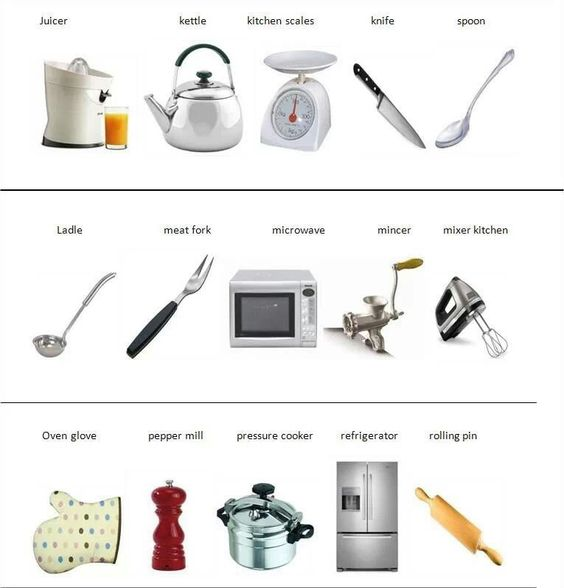 Juicer kettle kitchen scales knife spoon
Ladle meat fork microwave mincer mixer kitchen
Oven glove pepper mill pressure cooker refrigerator rolling pin